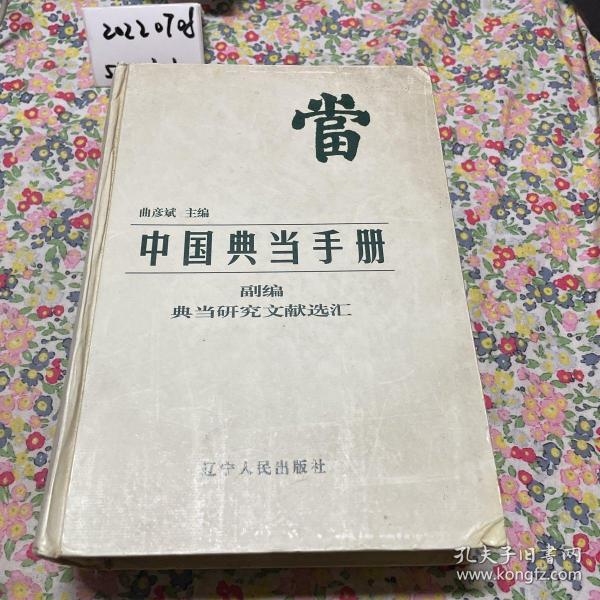 20220708
當
曲彦斌 主编
中国典当手册
副编
典当研究文献选汇
辽宁人民出版社
孔夫子旧书网
www.kongfz.com